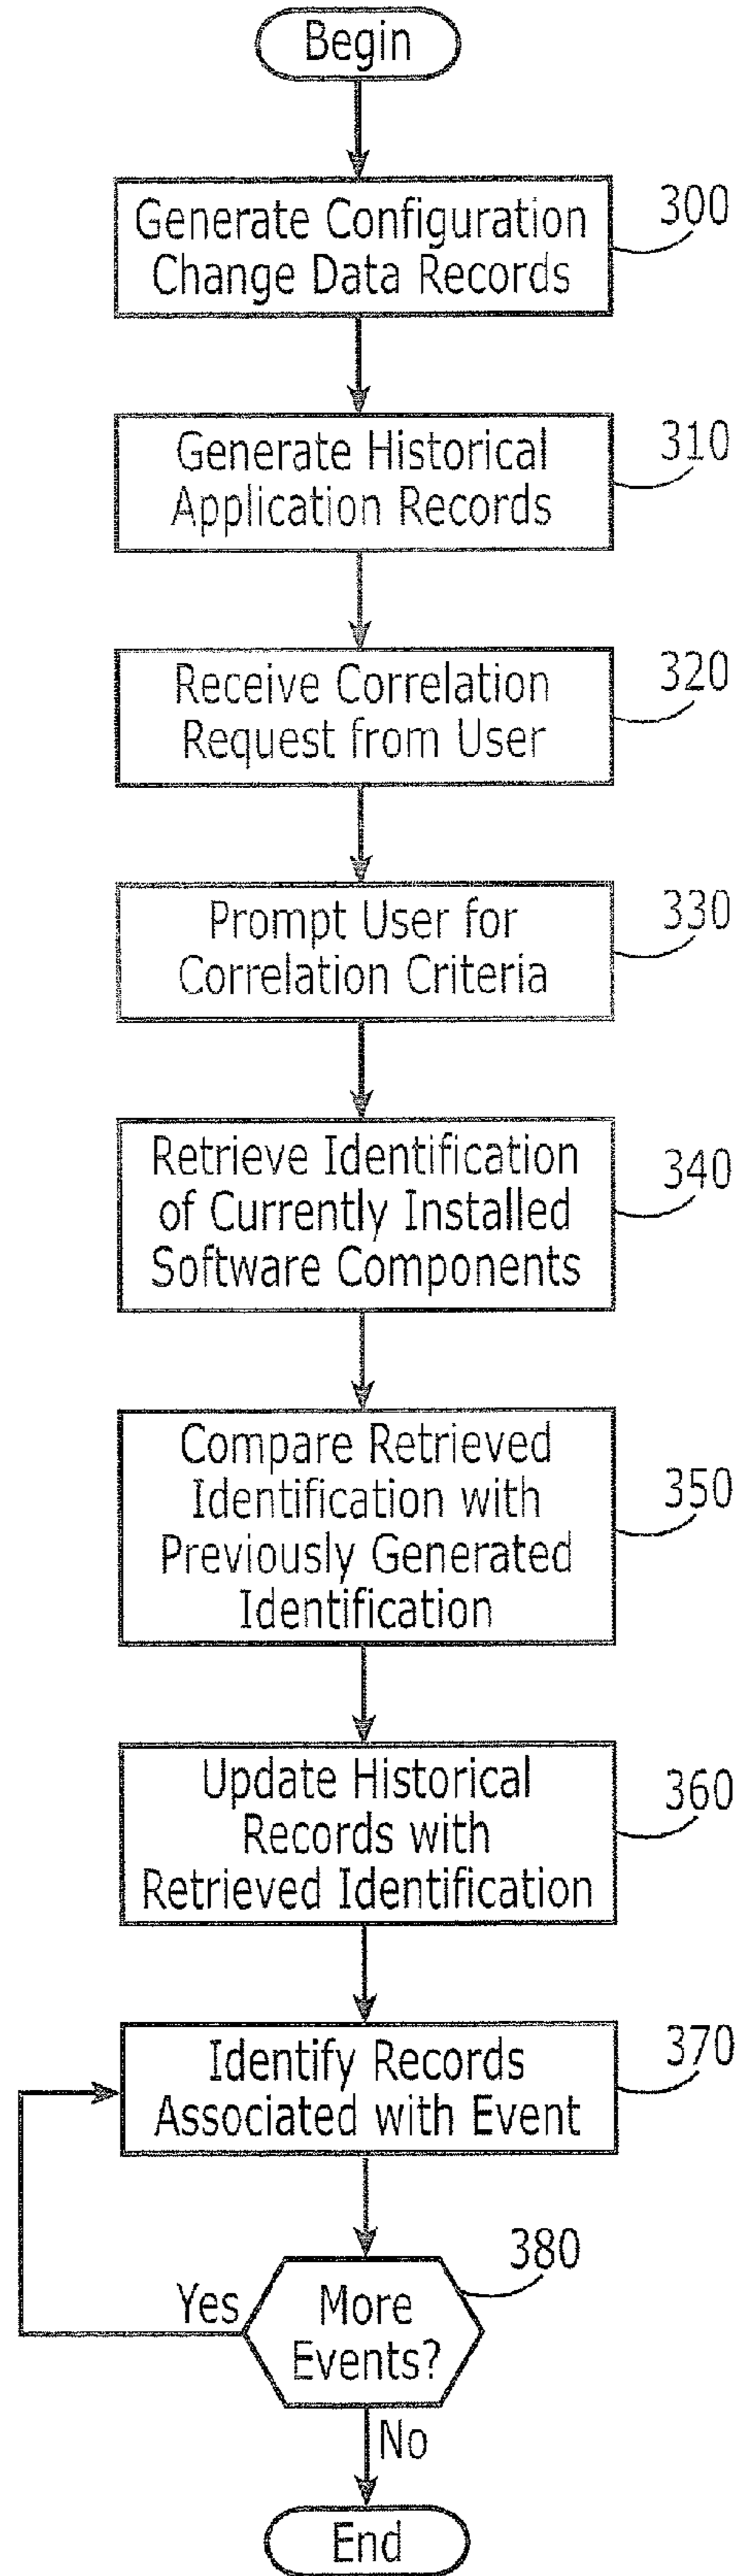 Begin
Generate Configuration
Change Data Records
300
Generate Historical
Application Records
310
Receive Correlation
Request from User
320
Prompt User for
Correlation Criteria
330
Retrieve Identification
of Currently Installed
Software Components
340
Compare Retrieved
Identification with
Previously Generated
Identification
350
Update Historical
Records with
Retrieved Identification
360
Identify Records
Associated with Event
370
More
Events?
380
Yes
No
End